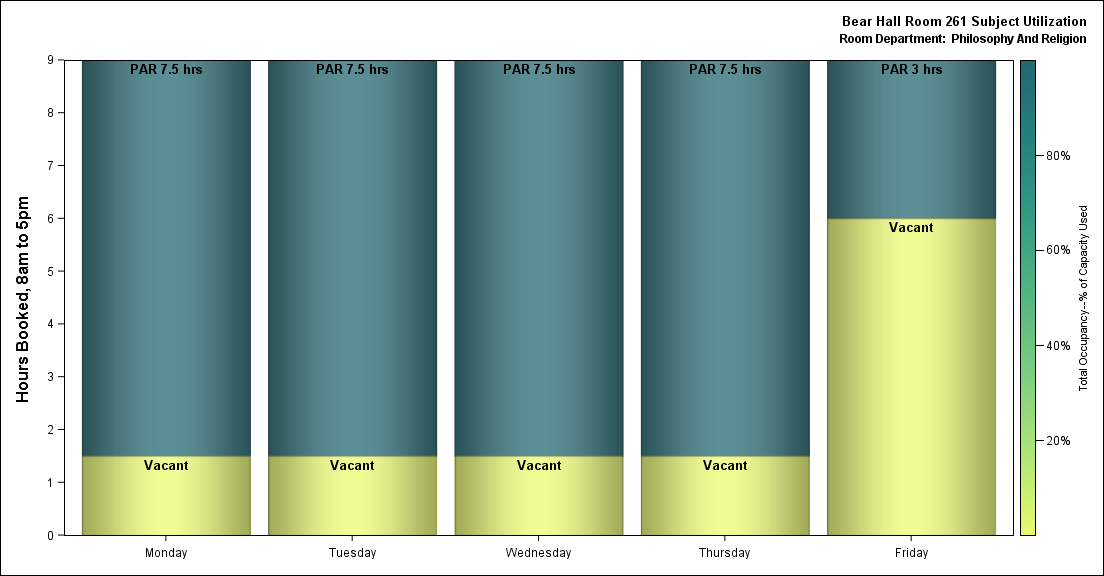 Bear Hall Room 261 Subject Utilization
Room Department: Philosophy And Religion
Hours Booked, 8am to 5pm
9
8
7
6
5
4
3
2
1
0
PAR 7.5 hrs
PAR 7.5 hrs
PAR 7.5 hrs
PAR 7.5 hrs
PAR 3 hrs
Vacant
Vacant
Vacant
Vacant
Vacant
Monday
Tuesday
Wednesday
Thursday
Friday
80%
60%
40%
20%
Total Occupancy--% of Capacity Used